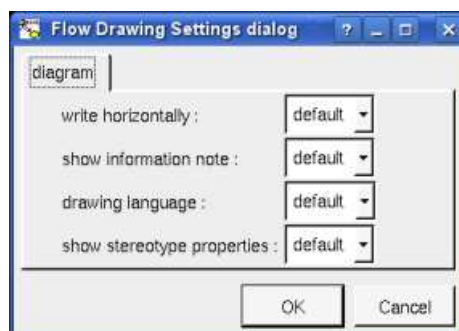 Flow Drawing Settings dialog
diagram
write horizontally : default
show information note : default
drawing language : default
show stereotype properties : default
OK Cancel